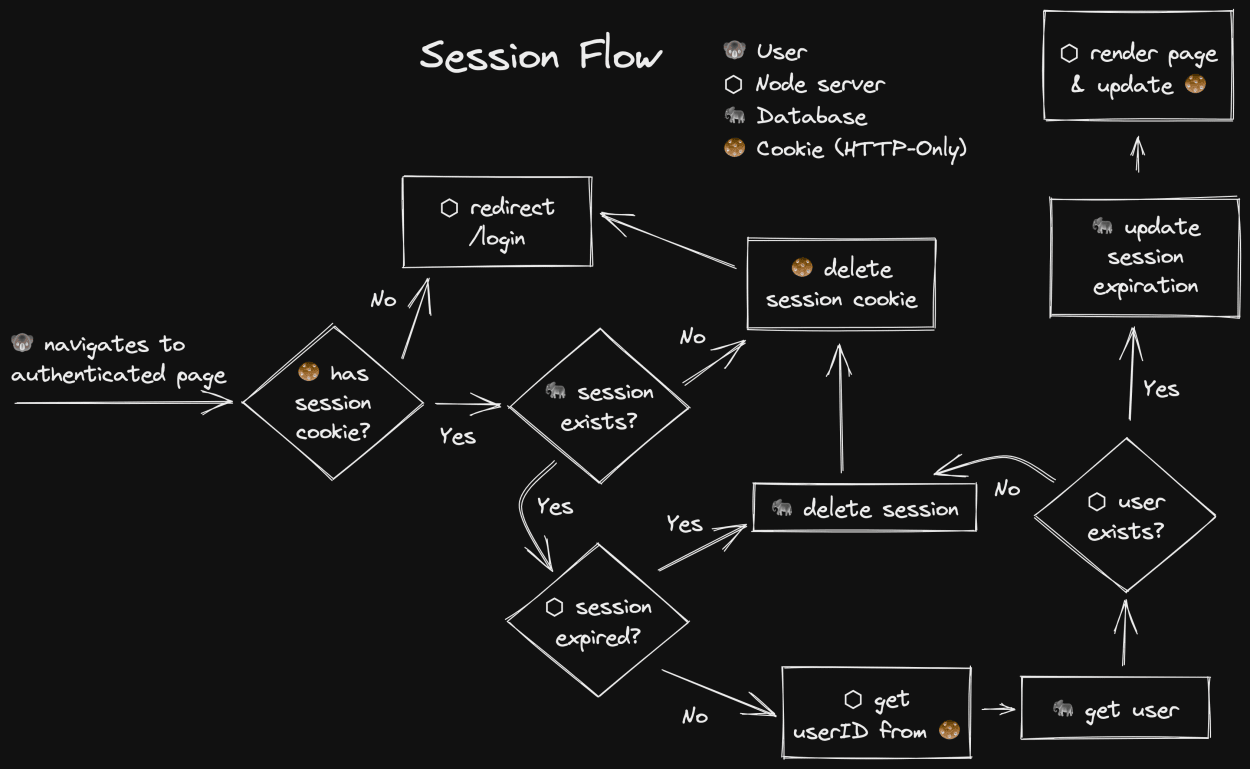 Session Flow
🐨 User
⬡ Node server
🐘 Database
🍪 Cookie (HTTP-Only)
⬡ render page
& update 🍪
⬡ redirect
/login
🐘 update
session
expiration
🍪 delete
session cookie
No
🐨 navigates to
authenticated page
🍪 has
session
cookie?
Yes
🐘 session
exists?
No
Yes
Yes
🐘 delete session
No
⬡ user
exists?
Yes
⬡ session
expired?
No
⬡ get
userID from 🍪
🐘 get user